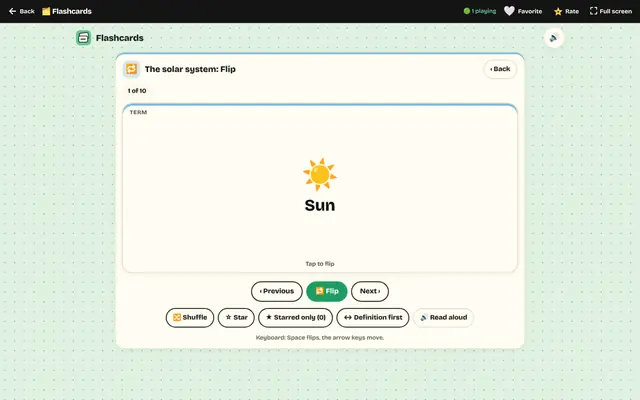 ← Back 🗂️ Flashcards
1 playing Favorite Rate Full screen
Flashcards
The solar system: Flip ‹ Back
1 of 10
TERM
Sun
Tap to flip
‹ Previous Flip Next ›
Shuffle ☆ Star ★ Starred only (0) ↔ Definition first Read aloud
Keyboard: Space flips, the arrow keys move.